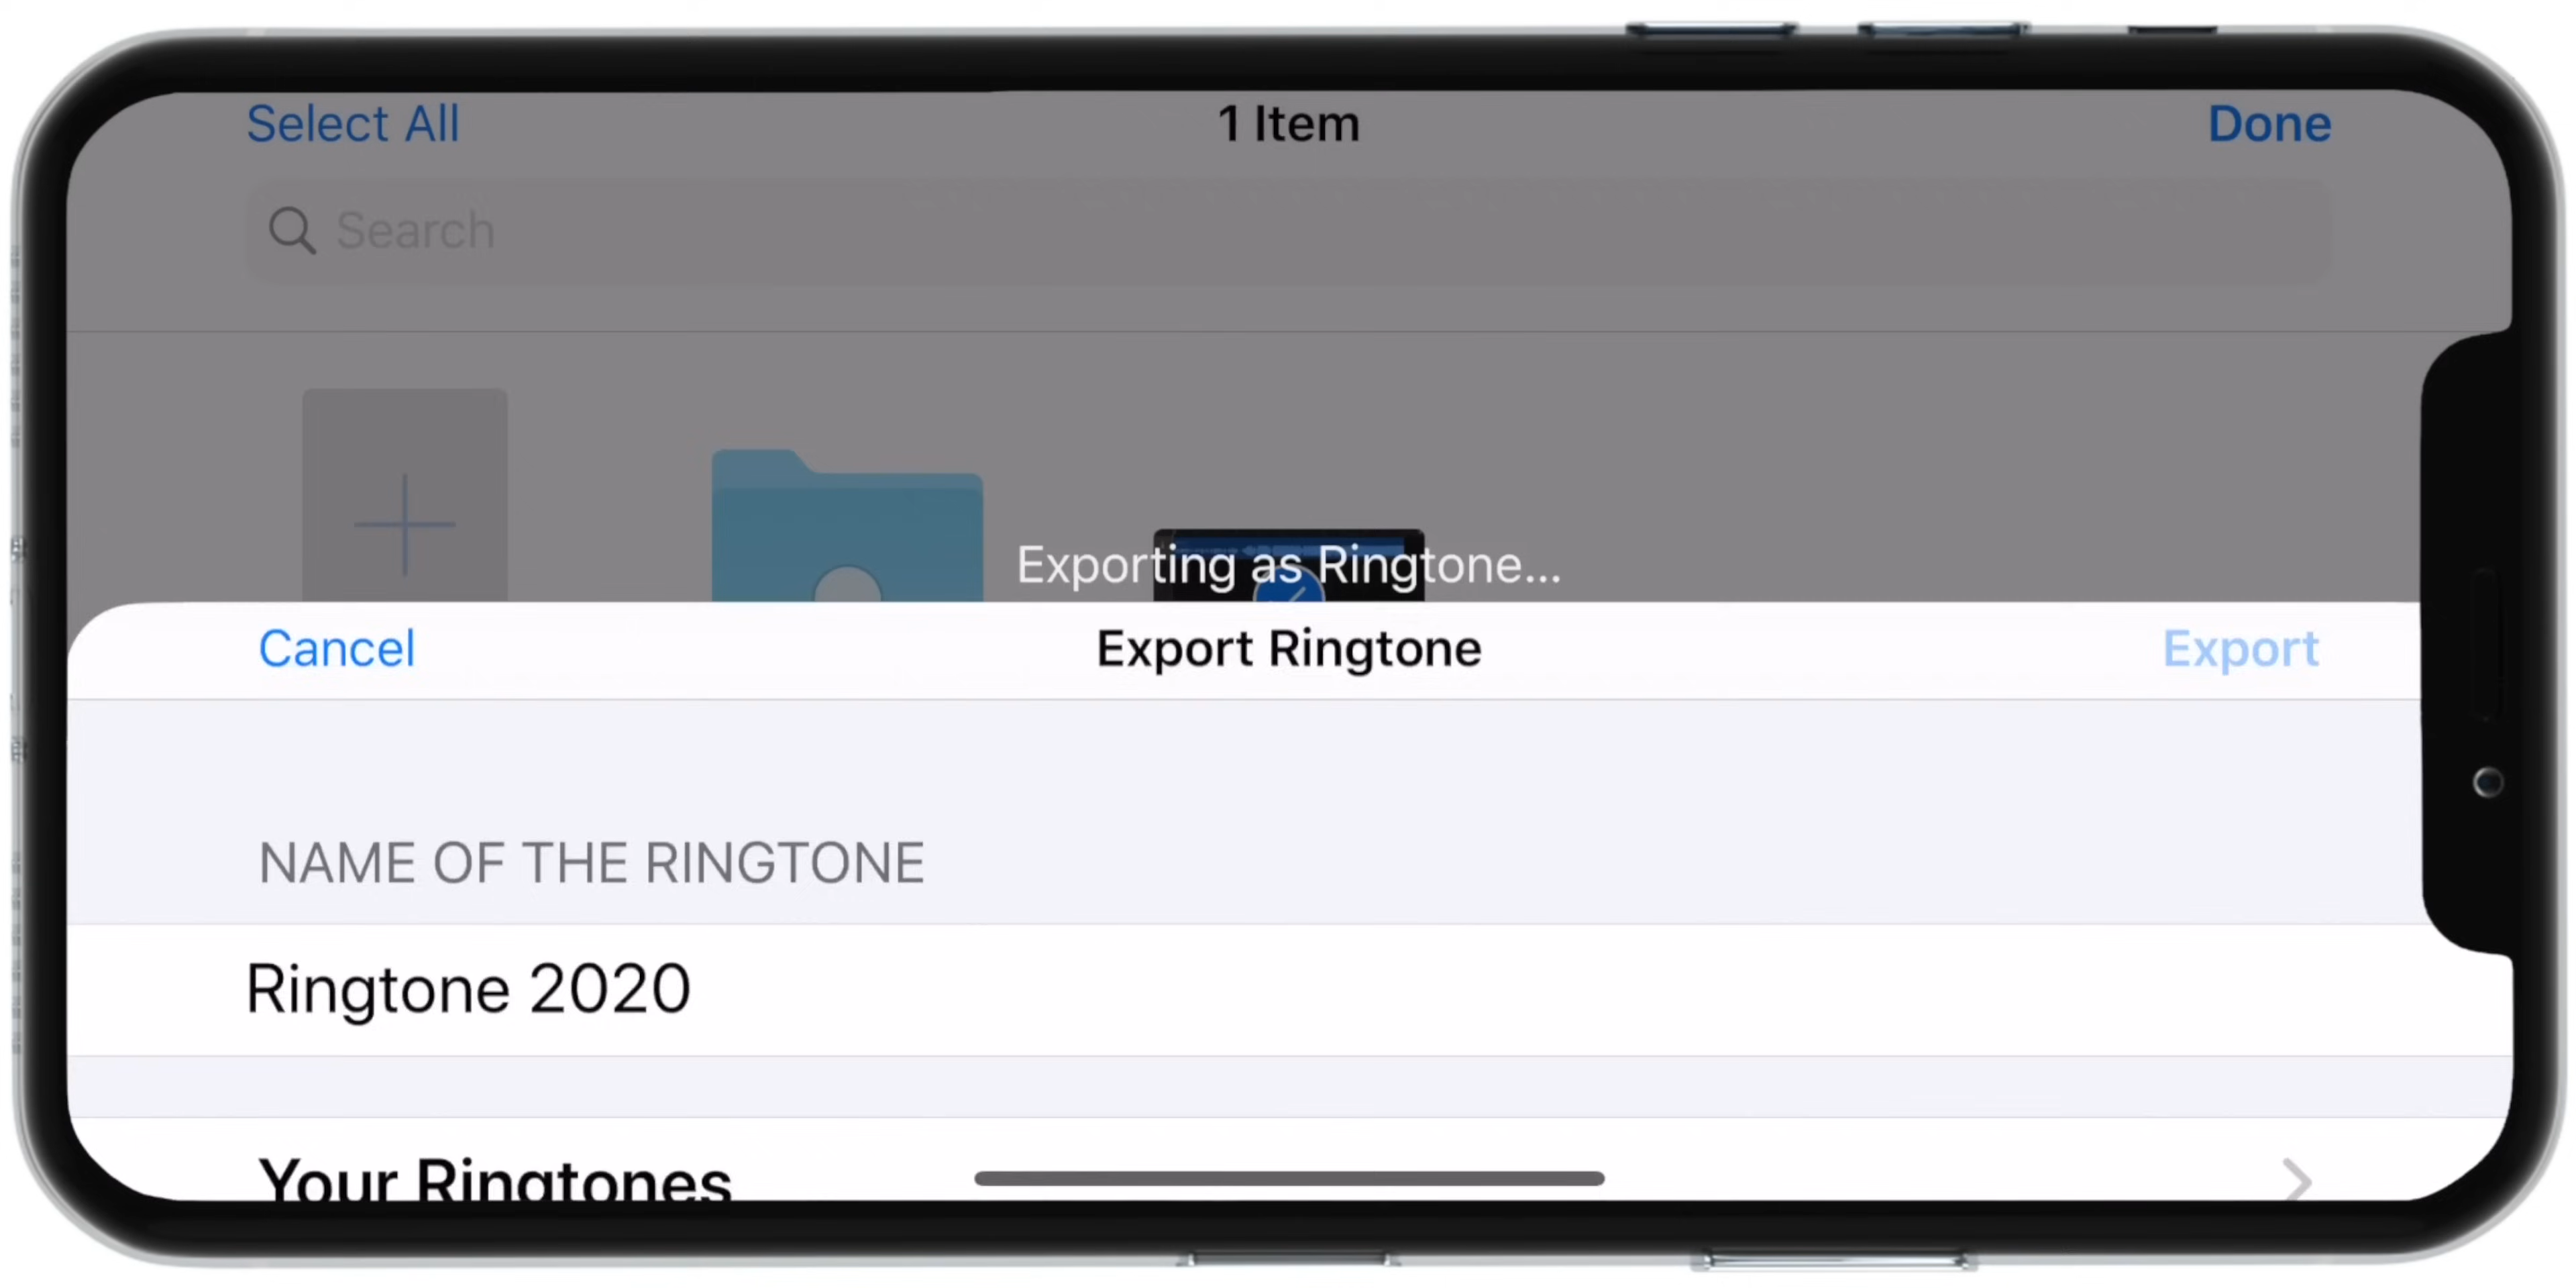 Select All
1 Item
Done
Search
Exporting as Ringtone...
Cancel
Export Ringtone
Export
NAME OF THE RINGTONE
Ringtone 2020
Your Ringtones